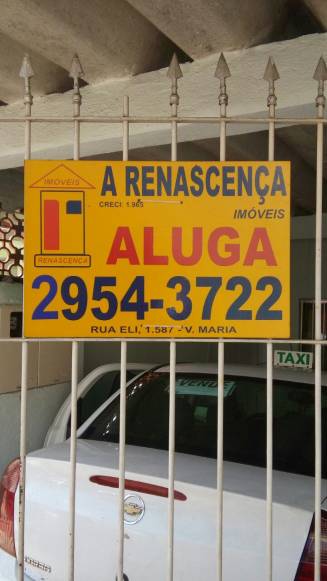 IMÓVEIS
RENASCENÇA
A RENASCENÇA
CRECI: 1.965
IMÓVEIS
ALUGA
2954-3722
RUA ELI, 1.587 - V. MARIA
TAXI
VENDE